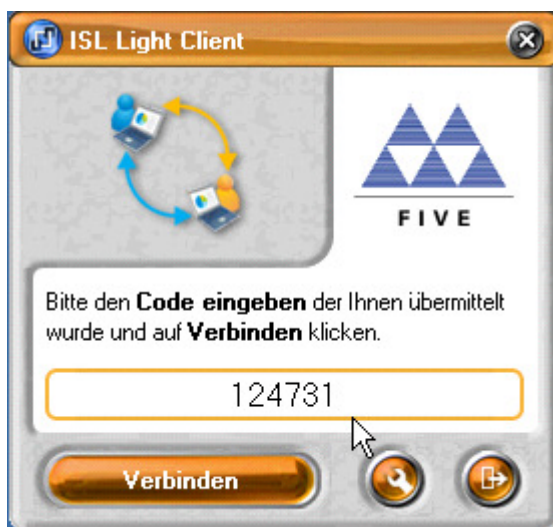 ISL Light Client
FIVE
Bitte den Code eingeben der Ihnen übermittelt
wurde und auf Verbinden klicken.
124731
Verbinden